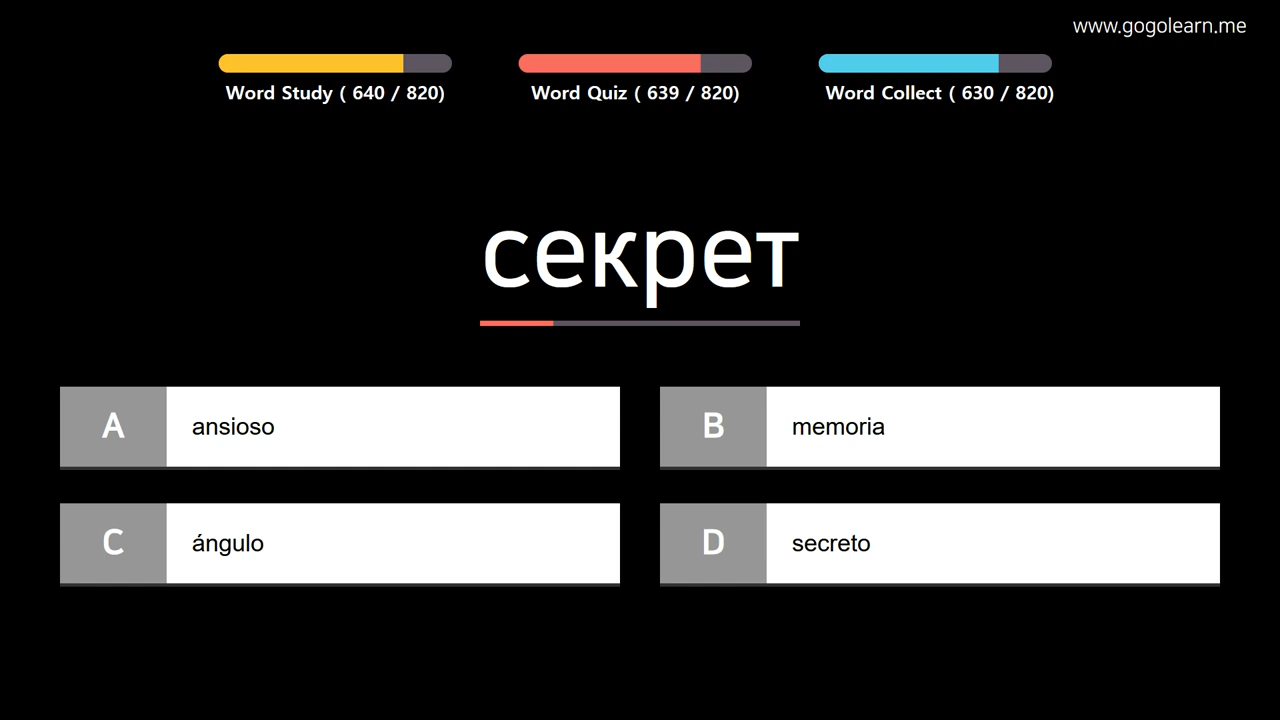 www.gogolearn.me
Word Study ( 640 / 820)
Word Quiz ( 639 / 820)
Word Collect ( 630 / 820)
секрет
A
ansioso
B
memoria
C
ángulo
D
secreto